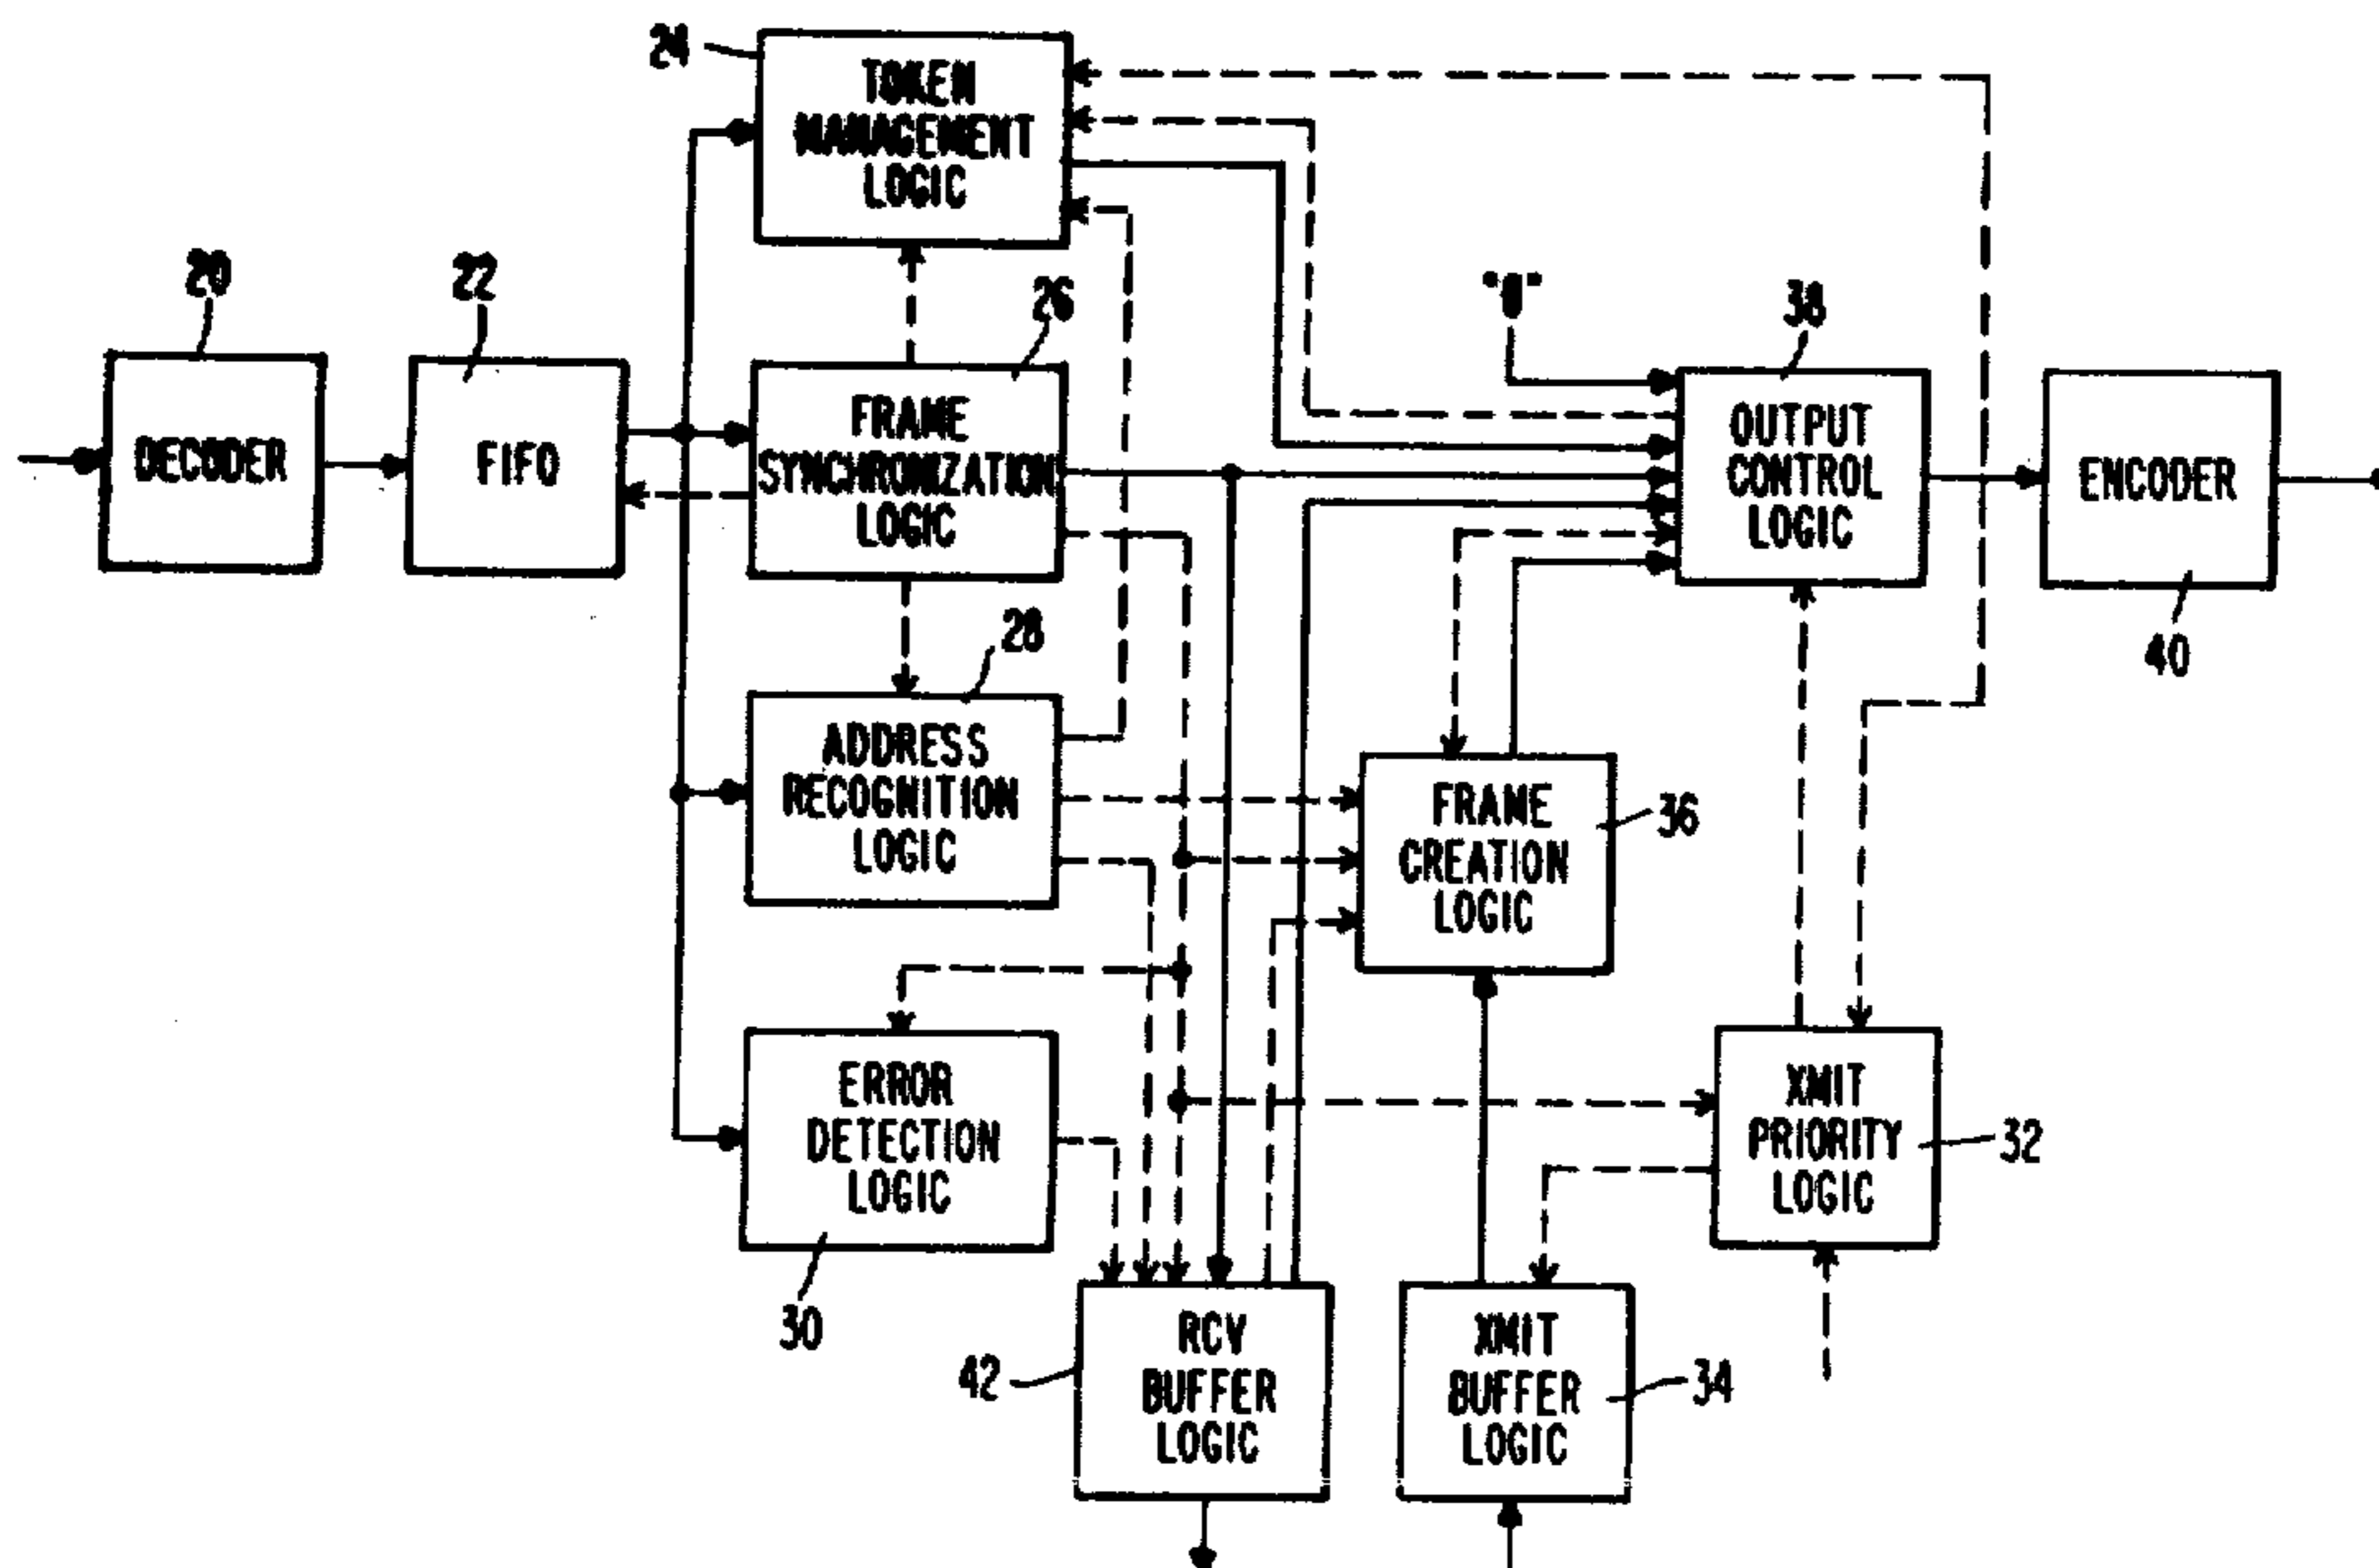 24
TOKEN
MANAGEMENT
LOGIC
20
22
26
"0"
38
DECODER
FIFO
FRAME
SYNCHRONIZATION
LOGIC
OUTPUT
CONTROL
LOGIC
ENCODER
40
28
ADDRESS
RECOGNITION
LOGIC
FRAME
CREATION
LOGIC
36
ERROR
DETECTION
LOGIC
30
XMIT
PRIORITY
LOGIC
32
42
RCV
BUFFER
LOGIC
XMIT
BUFFER
LOGIC
34